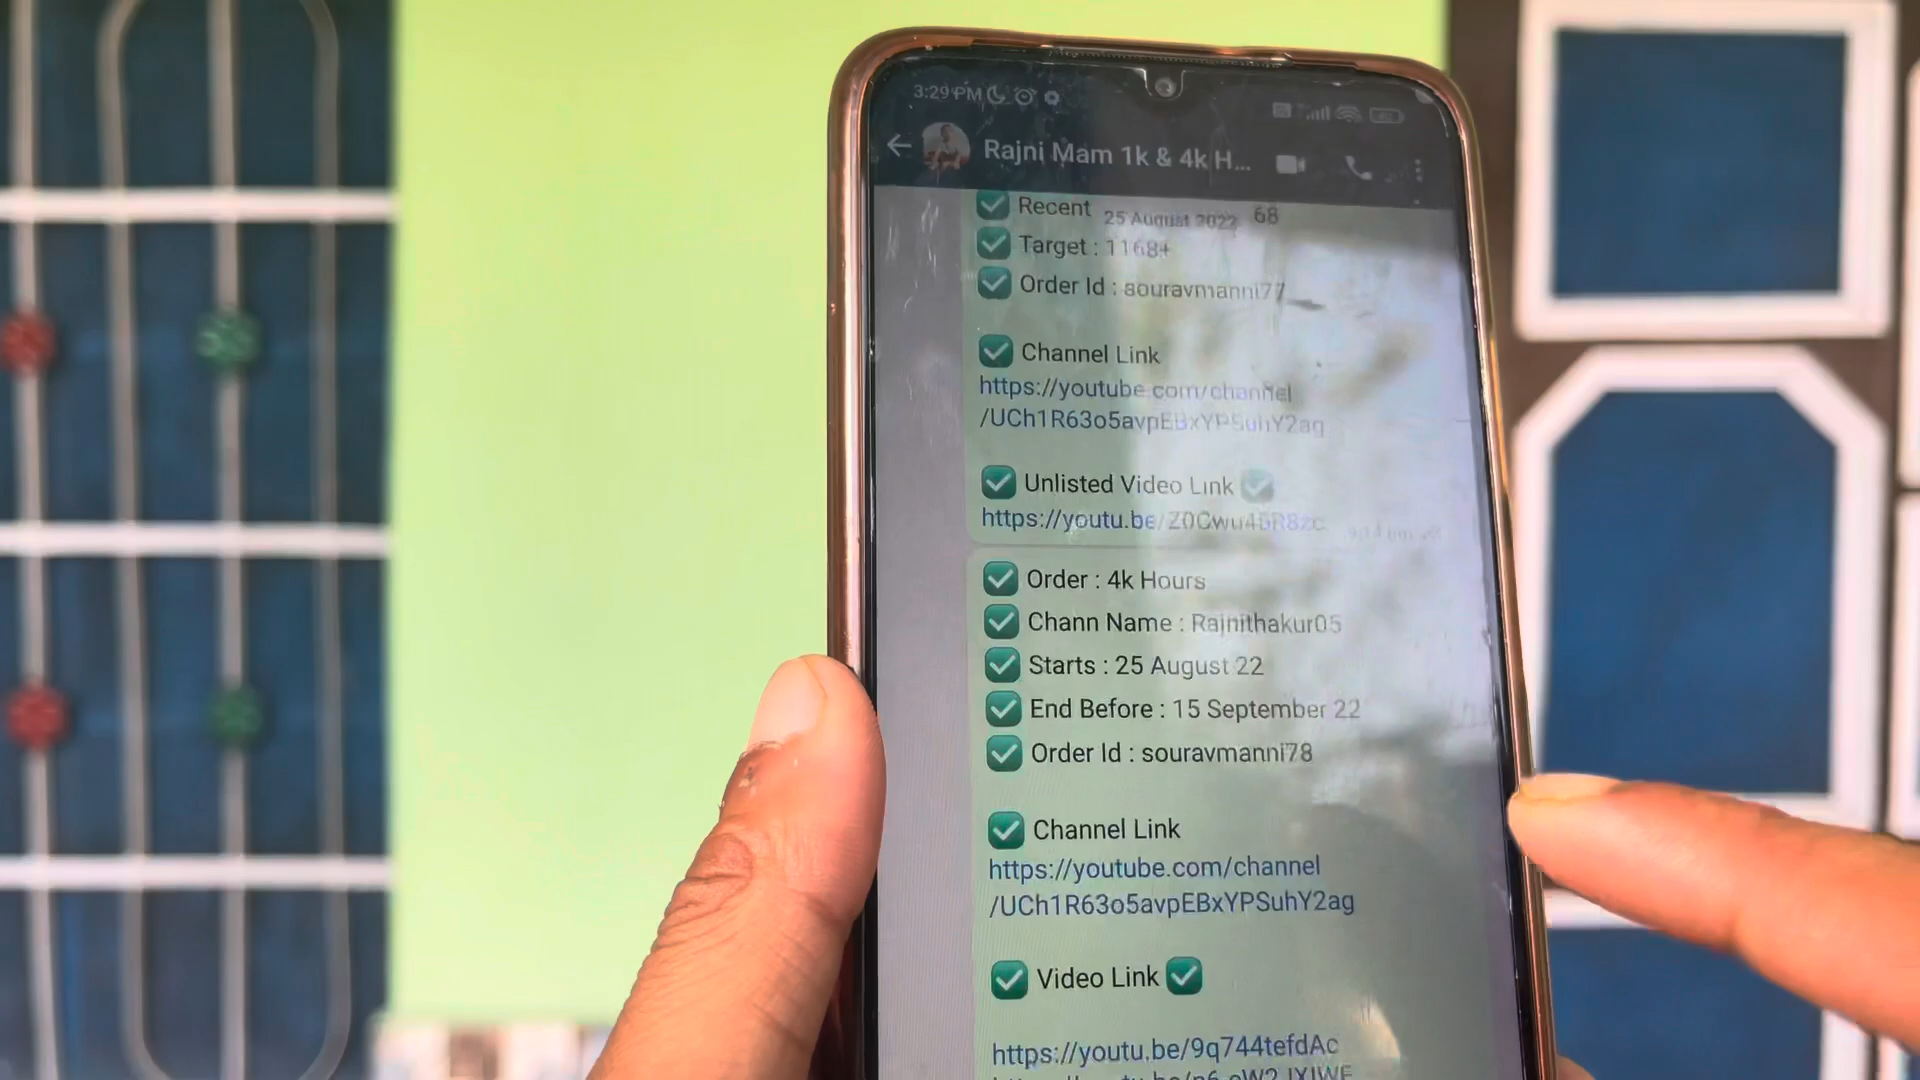 3:29 PM
Rajni Mam 1k & 4k H...
Recent 68
25 August 2022
Target : 1168+
Order Id : souravmanni77
Channel Link
https://youtube.com/channel
/UCh1R63o5avpEBxYPSuhY2ag
Unlisted Video Link
https://youtu.be/Z0Cwu45R8zc
Order : 4k Hours
Chann Name : Rajnithakur05
Starts : 25 August 22
End Before : 15 September 22
Order Id : souravmanni78
Channel Link
https://youtube.com/channel
/UCh1R63o5avpEBxYPSuhY2ag
Video Link
https://youtu.be/9q744tefdAc